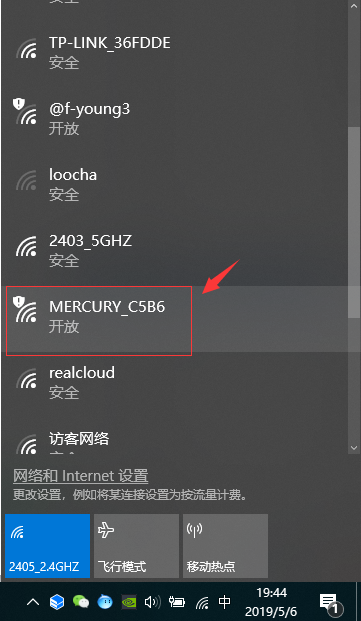 TP-LINK_36FDDE
安全
@f-young3
开放
loocha
安全
2403_5GHZ
安全
MERCURY_C5B6
开放
realcloud
安全
访客网络
网络和 Internet 设置
更改设置，例如将某连接设置为按流量计费。
2405_2.4GHZ
飞行模式
移动热点
中
19:44
2019/5/6
1